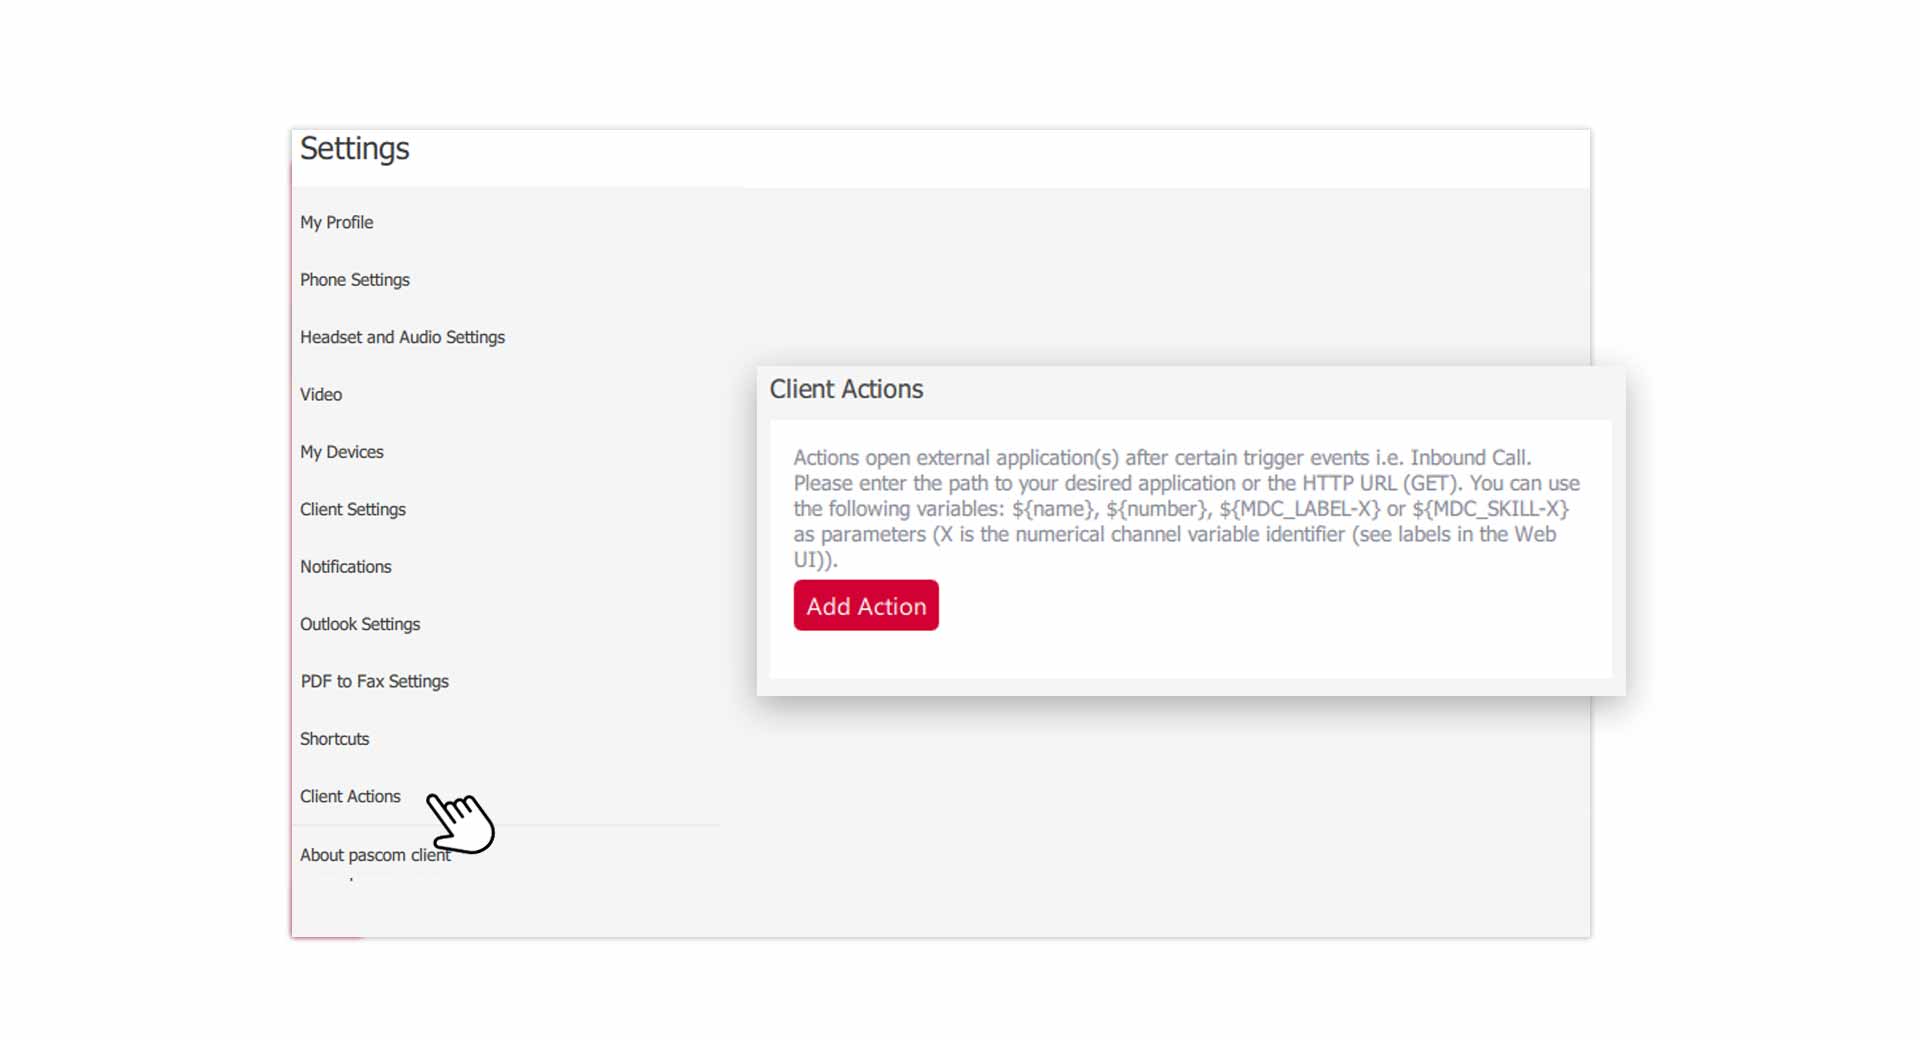 Settings
My Profile
Phone Settings
Headset and Audio Settings
Video
My Devices
Client Settings
Notifications
Outlook Settings
PDF to Fax Settings
Shortcuts
Client Actions
About pascom client
Client Actions
Actions open external application(s) after certain trigger events i.e. Inbound Call.
Please enter the path to your desired application or the HTTP URL (GET). You can use
the following variables: ${name}, ${number}, ${MDC_LABEL-X} or ${MDC_SKILL-X}
as parameters (X is the numerical channel variable identifier (see labels in the Web
UI)).
Add Action